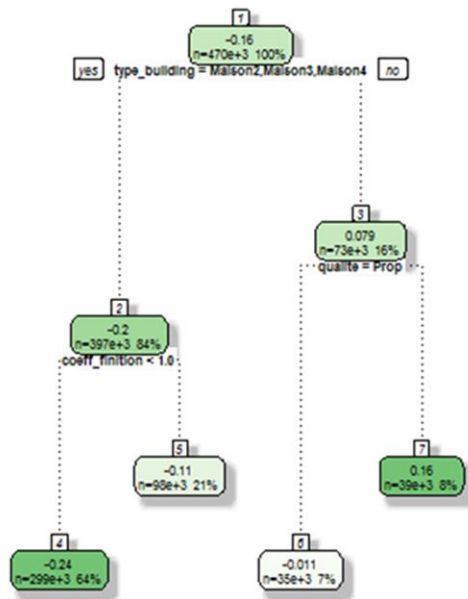 1
-0.16
n=470e+3 100%
yes type_building = Maison2,Maison3,Maison4 no
3
0.079
n=73e+3 16%
qualite = Prop
2
-0.2
n=397e+3 84%
coeff_finition < 1.0
5
-0.11
n=98e+3 21%
7
0.16
n=39e+3 8%
4
-0.24
n=299e+3 64%
6
-0.011
n=35e+3 7%